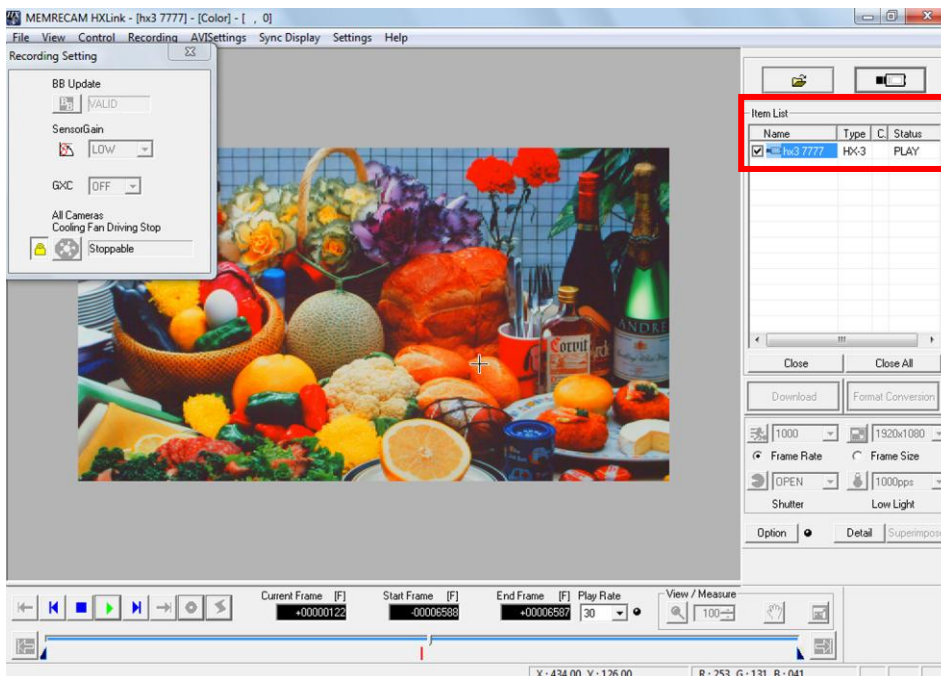 MEMRECAM HXLink - [hx3 7777] - [Color] - [ , 0]
File View Control Recording AVISettings Sync Display Settings Help
Recording Setting
BB Update
VALID
SensorGain
LOW
GXC OFF
All Cameras
Cooling Fan Driving Stop
Stoppable
Item List
Name Type C. Status
hx3 7777 HX-3 PLAY
Close Close All
Download Format Conversion
1000 1920x1080
Frame Rate Frame Size
OPEN 1000pps
Shutter Low Light
Option Detail Superimpos
ANDRE
Corvit
Current Frame [F] Start Frame [F] End Frame [F] Play Rate View / Measure
+00000122 -00006588 +00006587 30 100
X : 434.00 Y : 126.00 R : 253 G : 131 B : 041